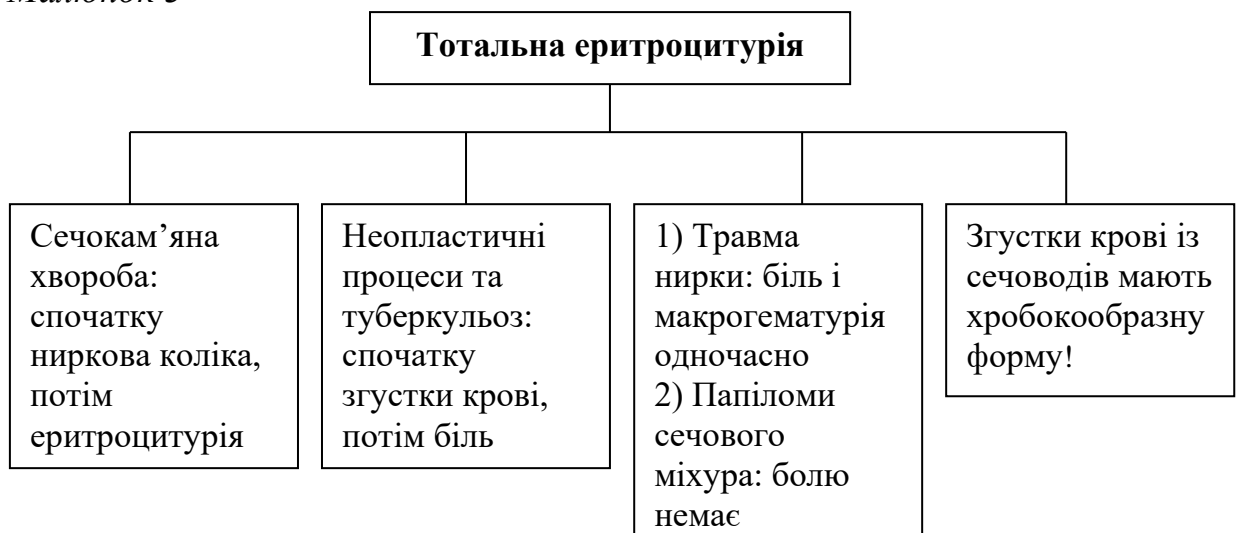 Тотальна еритроцитурія
Сечокам’яна
хвороба:
спочатку
ниркова коліка,
потім
еритроцитурія
Неопластичні
процеси та
туберкульоз:
спочатку
згустки крові,
потім біль
1) Травма
нирки: біль і
макрогематурія
одночасно
2) Папіломи
сечового
міхура: болю
немає
Згустки крові із
сечоводів мають
хробокообразну
форму!